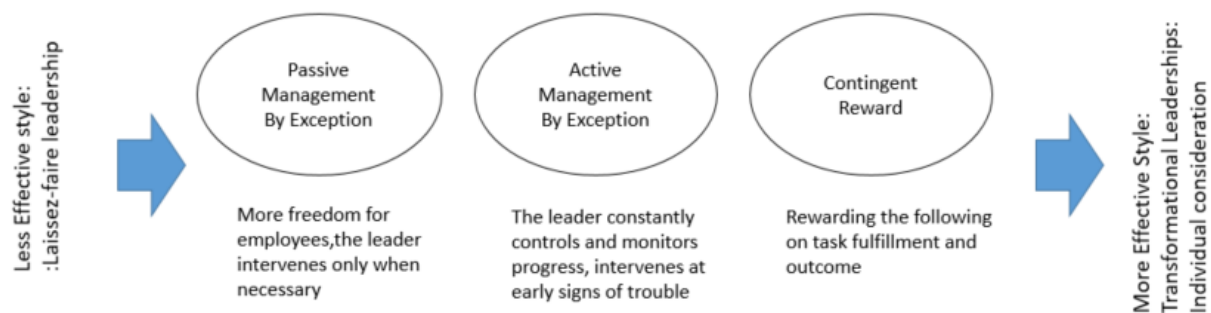 Less Effective style:
:Laissez-faire leadership
Passive
Management
By Exception
More freedom for
employees,the leader
intervenes only when
necessary
Active
Management
By Exception
The leader constantly
controls and monitors
progress, intervenes at
early signs of trouble
Contingent
Reward
Rewarding the following
on task fulfillment and
outcome
More Effective Style:
Transformational Leaderships:
Individual consideration